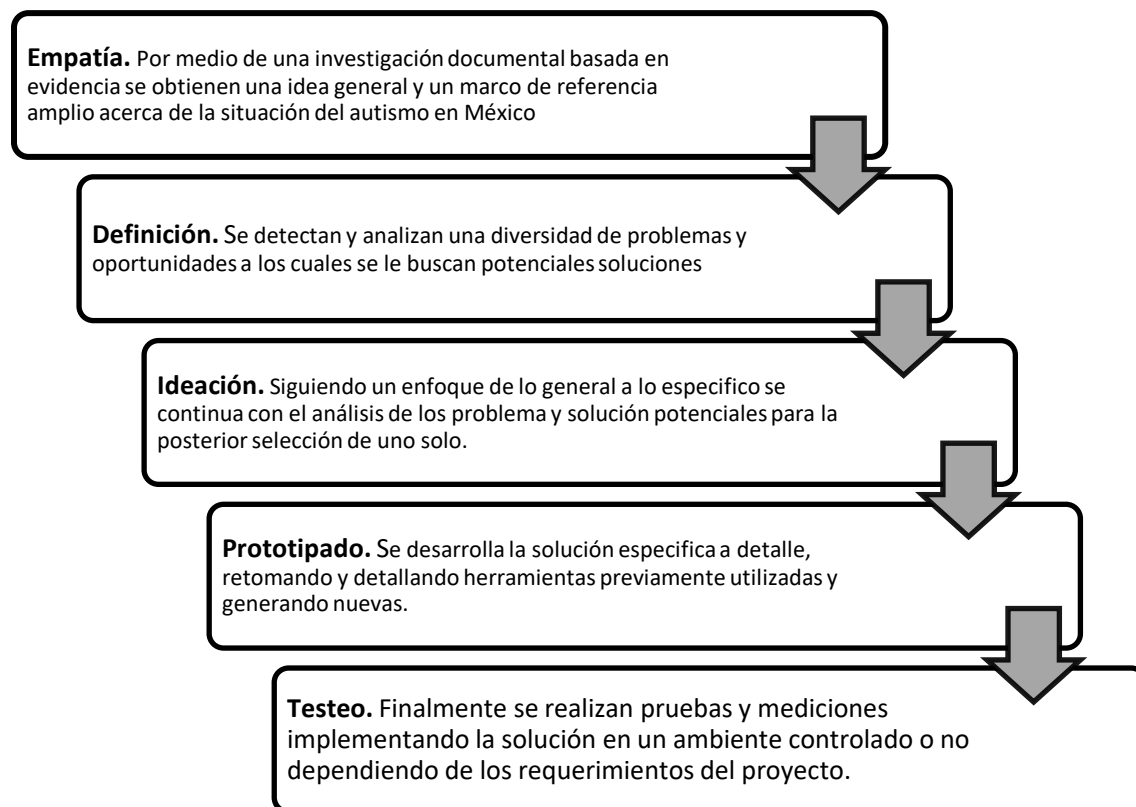 Empatía. Por medio de una investigación documental basada en
evidencia se obtienen una idea general y un marco de referencia
amplio acerca de la situación del autismo en México
Definición. Se detectan y analizan una diversidad de problemas y
oportunidades a los cuales se le buscan potenciales soluciones
Ideación. Siguiendo un enfoque de lo general a lo especifico se
continua con el análisis de los problema y solución potenciales para la
posterior selección de uno solo.
Prototipado. Se desarrolla la solución especifica a detalle,
retomando y detallando herramientas previamente utilizadas y
generando nuevas.
Testeo. Finalmente se realizan pruebas y mediciones
implementando la solución en un ambiente controlado o no
dependiendo de los requerimientos del proyecto.